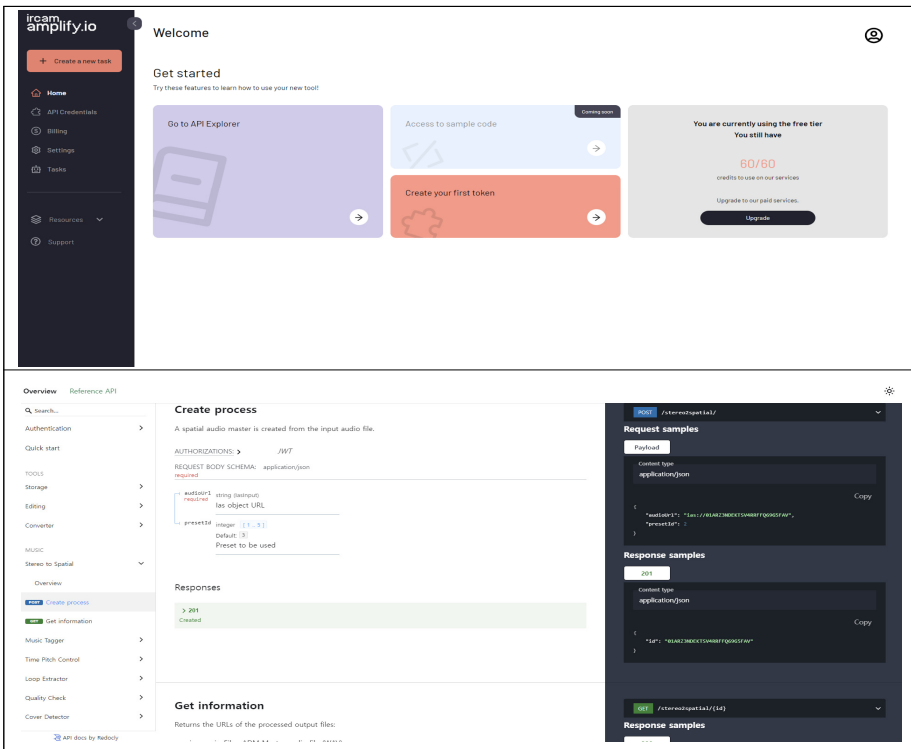 ircam
amplify.io
Welcome
+ Create a new task
Home
API Credentials
Billing
Settings
Tasks
Resources
Support
Get started
Try these features to learn how to use your new tool!
Go to API Explorer
Coming soon
Access to sample code
Create your first token
You are currently using the free tier
You still have
60/60
credits to use on our services
Upgrade to our paid services.
Upgrade
Overview Reference API
Search...
Authentication
Quick start
TOOLS
Storage
Editing
Converter
MUSIC
Stereo to Spatial
Overview
POST Create process
GET Get information
Music Tagger
Time Pitch Control
Loop Extractor
Quality Check
Cover Detector
API docs by Redocly
Create process
A spatial audio master is created from the input audio file.
AUTHORIZATIONS: > JWT
REQUEST BODY SCHEMA: application/json
required
audioUrl string (IasInput)
required
Ias object URL
presetId integer [ 1 .. 5 ]
Default: 3
Preset to be used
Responses
> 201
Created
Get information
Returns the URLs of the processed output files:
POST /stereo2spatial/
Request samples
Payload
Content type
application/json
Copy
{
"audioUrl": "ias://01ARZ3NDEKTSV4RRFFQ69G5FAV",
"presetId": 3
}
Response samples
201
Content type
application/json
Copy
{
"id": "01ARZ3NDEKTSV4RRFFQ69G5FAV"
}
GET /stereo2spatial/{id}
Response samples